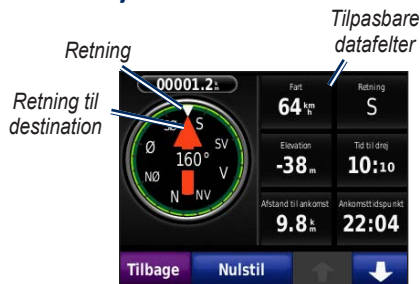 Tilpasbare
datafelter
Retning
Retning til
destination
00001.2 k m
SØ S SV
Ø 160° V
NØ N NV
Fart
64 km h
Retning
S
Elevation
-38 m
Tid til drej
10:10
Afstand til ankomst
9.8 k m
Ankomsttidspunkt
22:04
Tilbage Nulstil